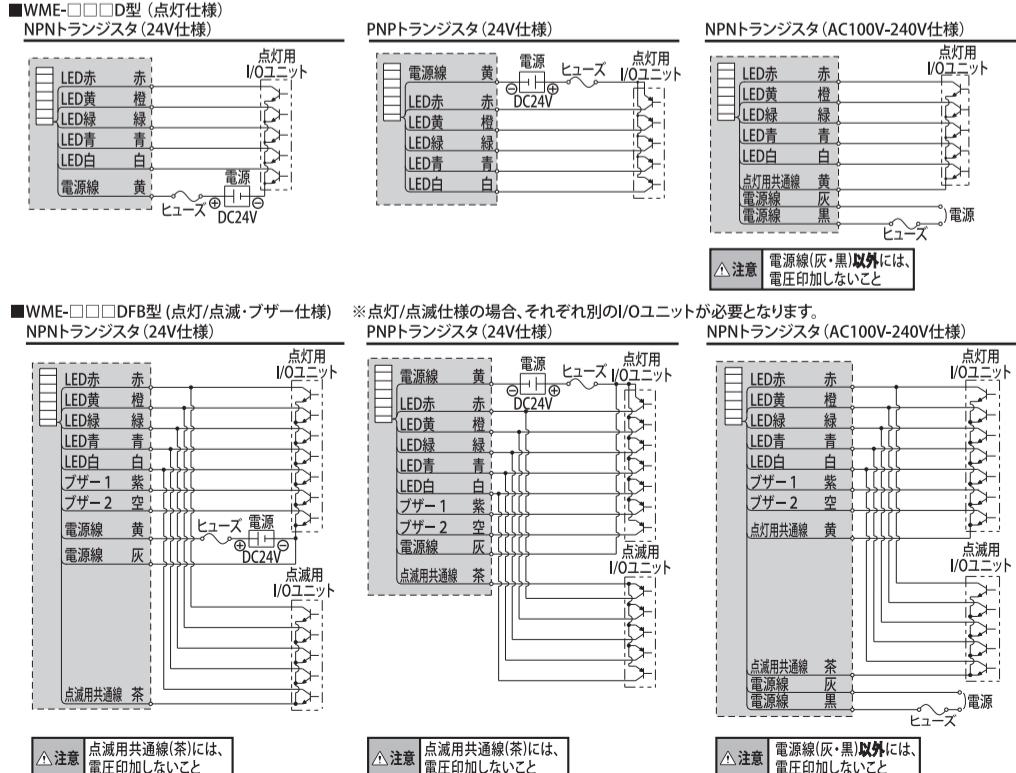 ■WME-□□□D型 (点灯仕様)
NPNトランジスタ (24V仕様)
点灯用
I/Oユニット
LED赤 赤
LED黄 橙
LED緑 緑
LED青 青
LED白 白
電源線 黄
ヒューズ
電源
⊕ ⊖
DC24V
PNPトランジスタ (24V仕様)
電源線 黄
電源
⊖ ⊕
DC24V
ヒューズ
点灯用
I/Oユニット
LED赤 赤
LED黄 橙
LED緑 緑
LED青 青
LED白 白
NPNトランジスタ (AC100V-240V仕様)
点灯用
I/Oユニット
LED赤 赤
LED黄 橙
LED緑 緑
LED青 青
LED白 白
点灯用共通線 黄
電源線 灰
電源線 黒
電源
ヒューズ
⚠注意
電源線(灰・黒)以外には、
電圧印加しないこと
■WME-□□□DFB型 (点灯/点滅・ブザー仕様) ※点灯/点滅仕様の場合、それぞれ別のI/Oユニットが必要となります。
NPNトランジスタ (24V仕様)
点灯用
I/Oユニット
LED赤 赤
LED黄 橙
LED緑 緑
LED青 青
LED白 白
ブザー1 紫
ブザー2 空
電源線 黄
ヒューズ
電源
⊕ ⊖
DC24V
電源線 灰
点滅用
I/Oユニット
点滅用共通線 茶
⚠注意
点滅用共通線(茶)には、
電圧印加しないこと
PNPトランジスタ (24V仕様)
電源線 黄
電源
⊖ ⊕
DC24V
ヒューズ
点灯用
I/Oユニット
LED赤 赤
LED黄 橙
LED緑 緑
LED青 青
LED白 白
ブザー1 紫
ブザー2 空
電源線 灰
点滅用
I/Oユニット
点滅用共通線 茶
⚠注意
点滅用共通線(茶)には、
電圧印加しないこと
NPNトランジスタ (AC100V-240V仕様)
点灯用
I/Oユニット
LED赤 赤
LED黄 橙
LED緑 緑
LED青 青
LED白 白
ブザー1 紫
ブザー2 空
点灯用共通線 黄
点滅用
I/Oユニット
点滅用共通線 茶
電源線 灰
電源線 黒
電源
ヒューズ
⚠注意
電源線(灰・黒)以外には、
電圧印加しないこと